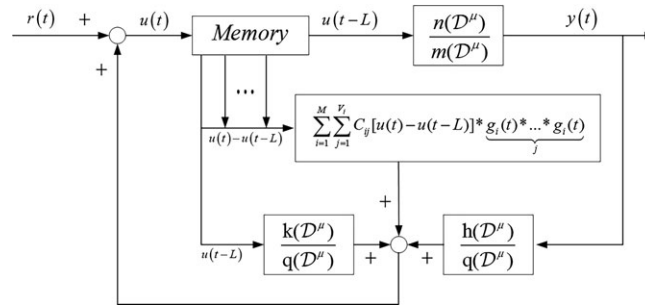 r(t) + u(t) Memory u(t−L) n(𝒟^μ)/m(𝒟^μ) y(t)
+
...
u(t)−u(t−L)
∑_{i=1}^{M} ∑_{j=1}^{V_i} C_{ij}[u(t)−u(t−L)]* g_i(t)*...*g_i(t)
j
+
u(t−L) k(𝒟^μ)/q(𝒟^μ) + + h(𝒟^μ)/q(𝒟^μ)